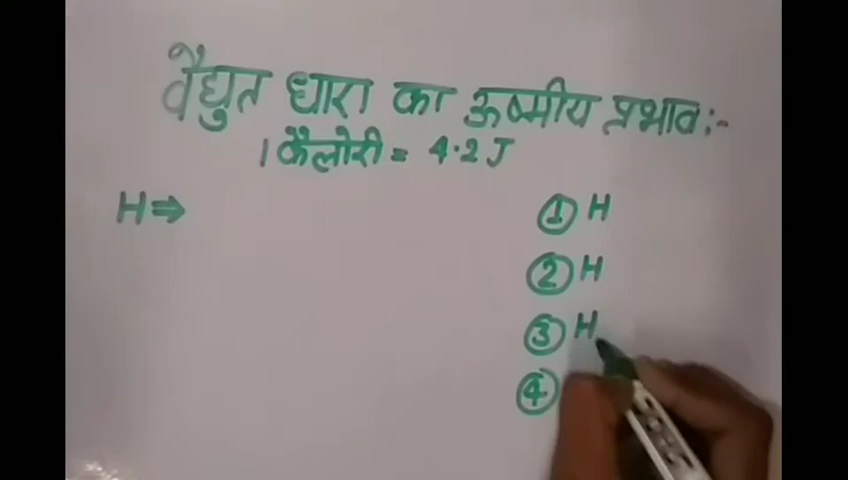 वैद्युत धारा का ऊष्मीय प्रभाव:-
1 कैलोरी = 4.2 J
H⇒
① H
② H
③ H
④